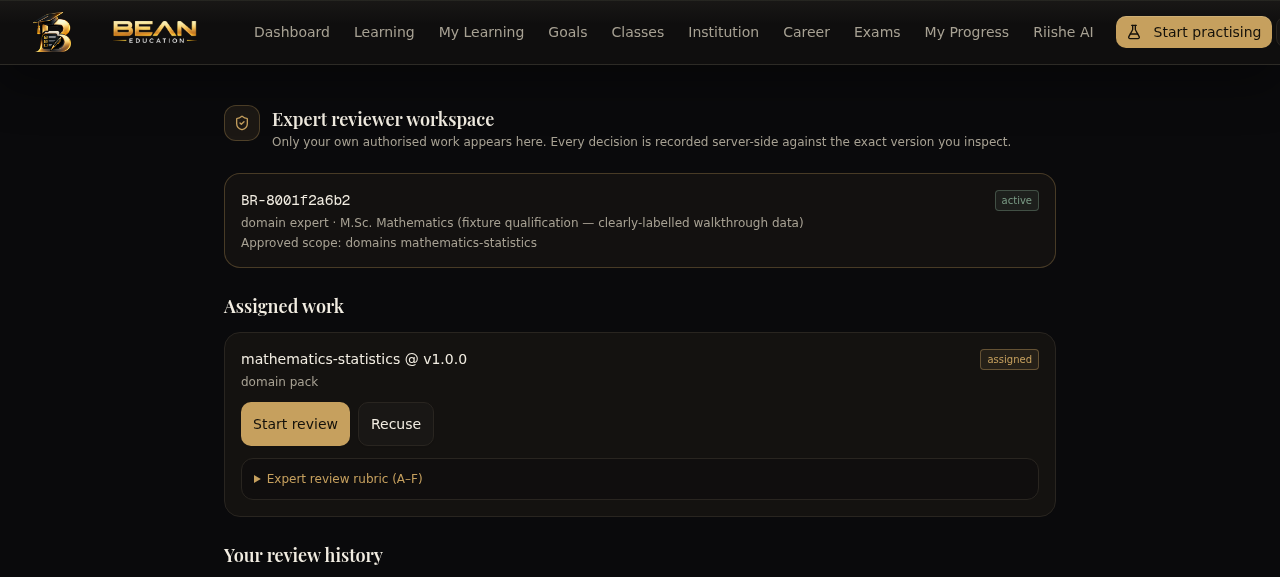 BEAN
EDUCATION
Dashboard
Learning
My Learning
Goals
Classes
Institution
Career
Exams
My Progress
Riishe AI
Start practising
Expert reviewer workspace
Only your own authorised work appears here. Every decision is recorded server-side against the exact version you inspect.
BR-8001f2a6b2
active
domain expert · M.Sc. Mathematics (fixture qualification — clearly-labelled walkthrough data)
Approved scope: domains mathematics-statistics
Assigned work
mathematics-statistics @ v1.0.0
assigned
domain pack
Start review
Recuse
Expert review rubric (A–F)
Your review history